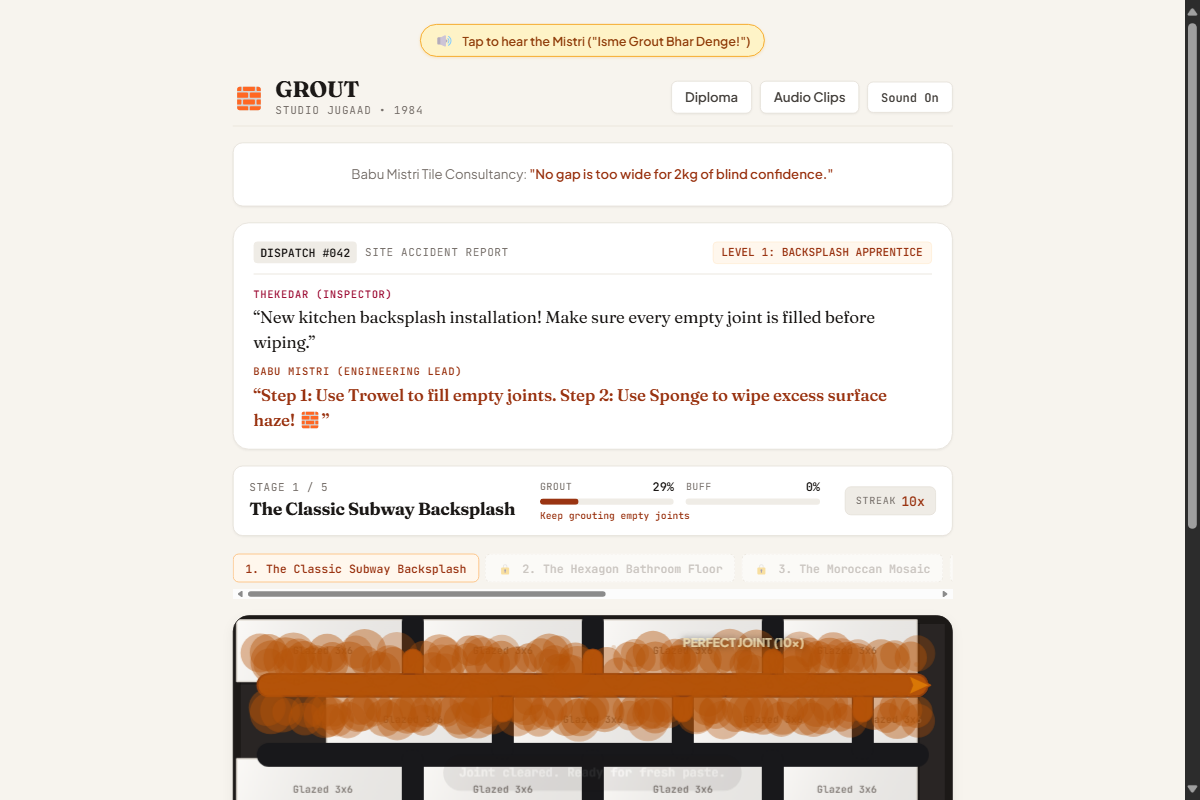 Tap to hear the Mistri ("Isme Grout Bhar Denge!")
GROUT
STUDIO JUGAAD • 1984
Diploma
Audio Clips
Sound On
Babu Mistri Tile Consultancy: "No gap is too wide for 2kg of blind confidence."
DISPATCH #042
SITE ACCIDENT REPORT
LEVEL 1: BACKSPLASH APPRENTICE
THEKEDAR (INSPECTOR)
“New kitchen backsplash installation! Make sure every empty joint is filled before
wiping.”
BABU MISTRI (ENGINEERING LEAD)
“Step 1: Use Trowel to fill empty joints. Step 2: Use Sponge to wipe excess surface
haze! 🧱”
STAGE 1 / 5
The Classic Subway Backsplash
GROUT 29%
BUFF 0%
Keep grouting empty joints
STREAK 10x
1. The Classic Subway Backsplash
2. The Hexagon Bathroom Floor
3. The Moroccan Mosaic
PERFECT JOINT (10x)
Joint cleared. Ready for fresh paste.
Glazed 3x6
Glazed 3x6
Glazed 3x6
Glazed 3x6